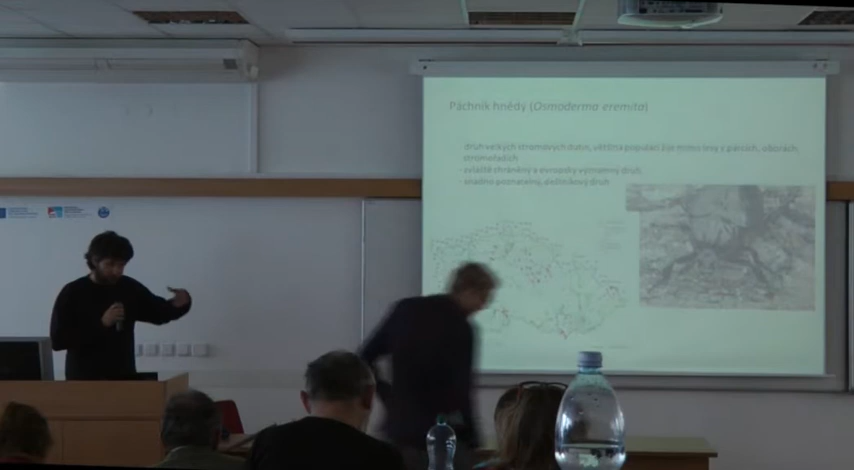 Páchník hnědý (Osmoderma eremita)
druh velkých stromových dutin, většina populací žije mimo lesy v parcích, oborách,
stromořadích
- zvláště chráněný a evropsky významný druh,
- snadno poznatelný, deštníkový druh